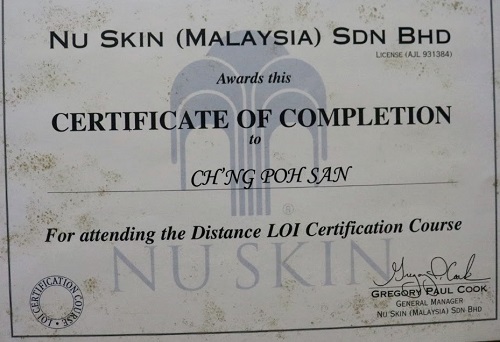 NU SKIN (MALAYSIA) SDN BHD
LICENSE (AJL 931384)
Awards this
CERTIFICATE OF COMPLETION
to
CH'NG POH SAN
For attending the Distance LOI Certification Course
NU SKIN
Gregory P. Cook
GREGORY PAUL COOK
GENERAL MANAGER
NU SKIN (MALAYSIA) SDN BHD
LOI CERTIFICATION COURSE